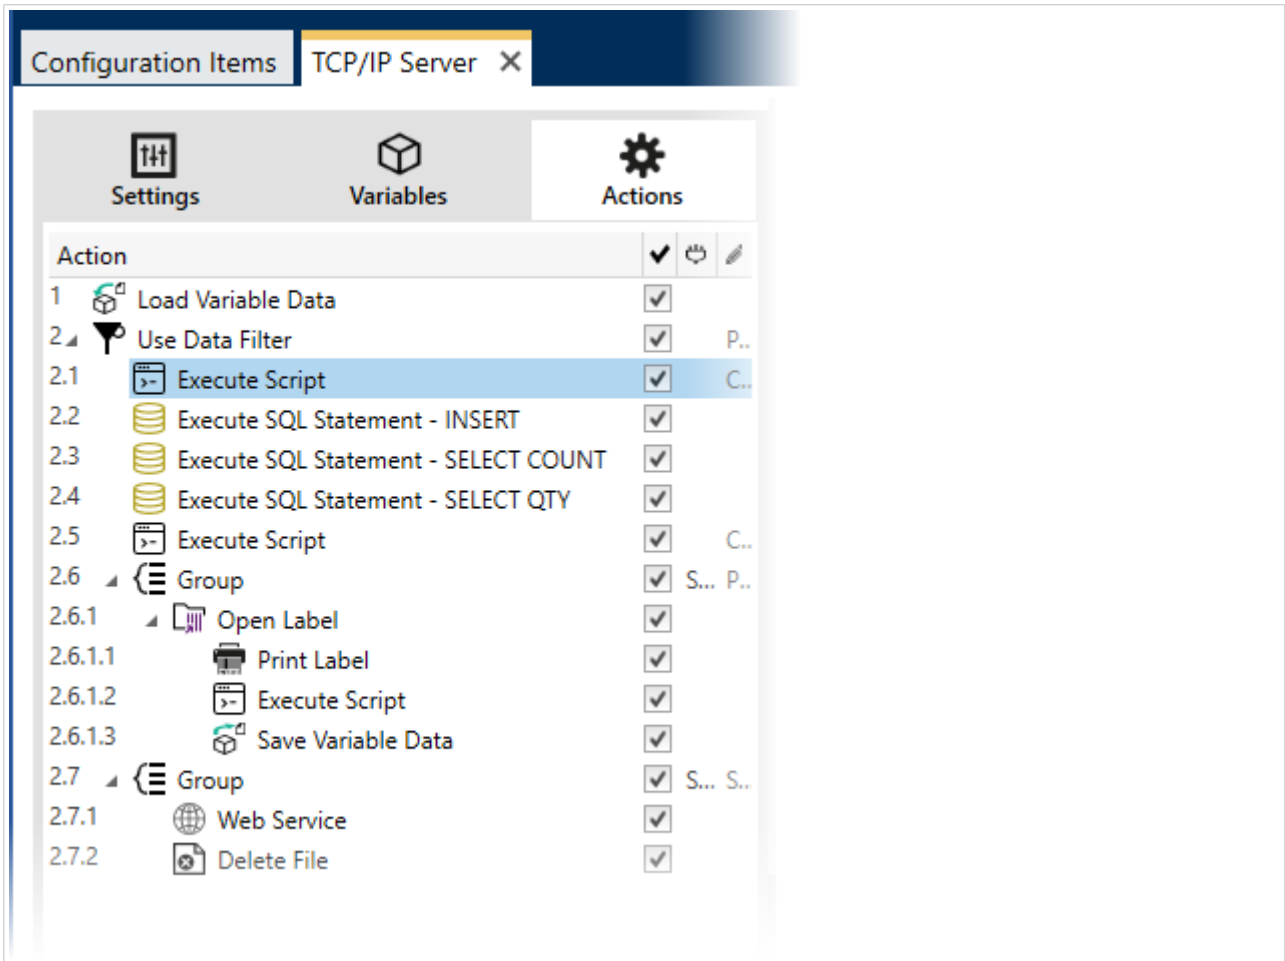 Configuration Items TCP/IP Server
Settings Variables Actions
Action
1 Load Variable Data
2 Use Data Filter P..
2.1 Execute Script C..
2.2 Execute SQL Statement - INSERT
2.3 Execute SQL Statement - SELECT COUNT
2.4 Execute SQL Statement - SELECT QTY
2.5 Execute Script C..
2.6 Group S... P..
2.6.1 Open Label
2.6.1.1 Print Label
2.6.1.2 Execute Script
2.6.1.3 Save Variable Data
2.7 Group S... S..
2.7.1 Web Service
2.7.2 Delete File